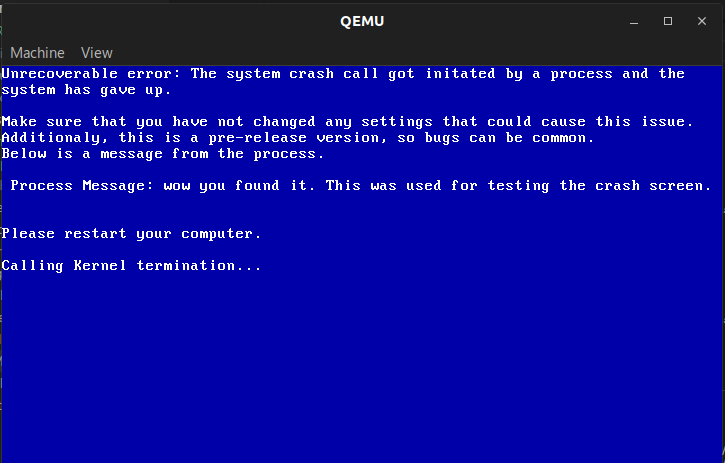 QEMU
Machine View
Unrecoverable error: The system crash call got initated by a process and the
system has gave up.
Make sure that you have not changed any settings that could cause this issue.
Additionaly, this is a pre-release version, so bugs can be common.
Below is a message from the process.
Process Message: wow you found it. This was used for testing the crash screen.
Please restart your computer.
Calling Kernel termination...